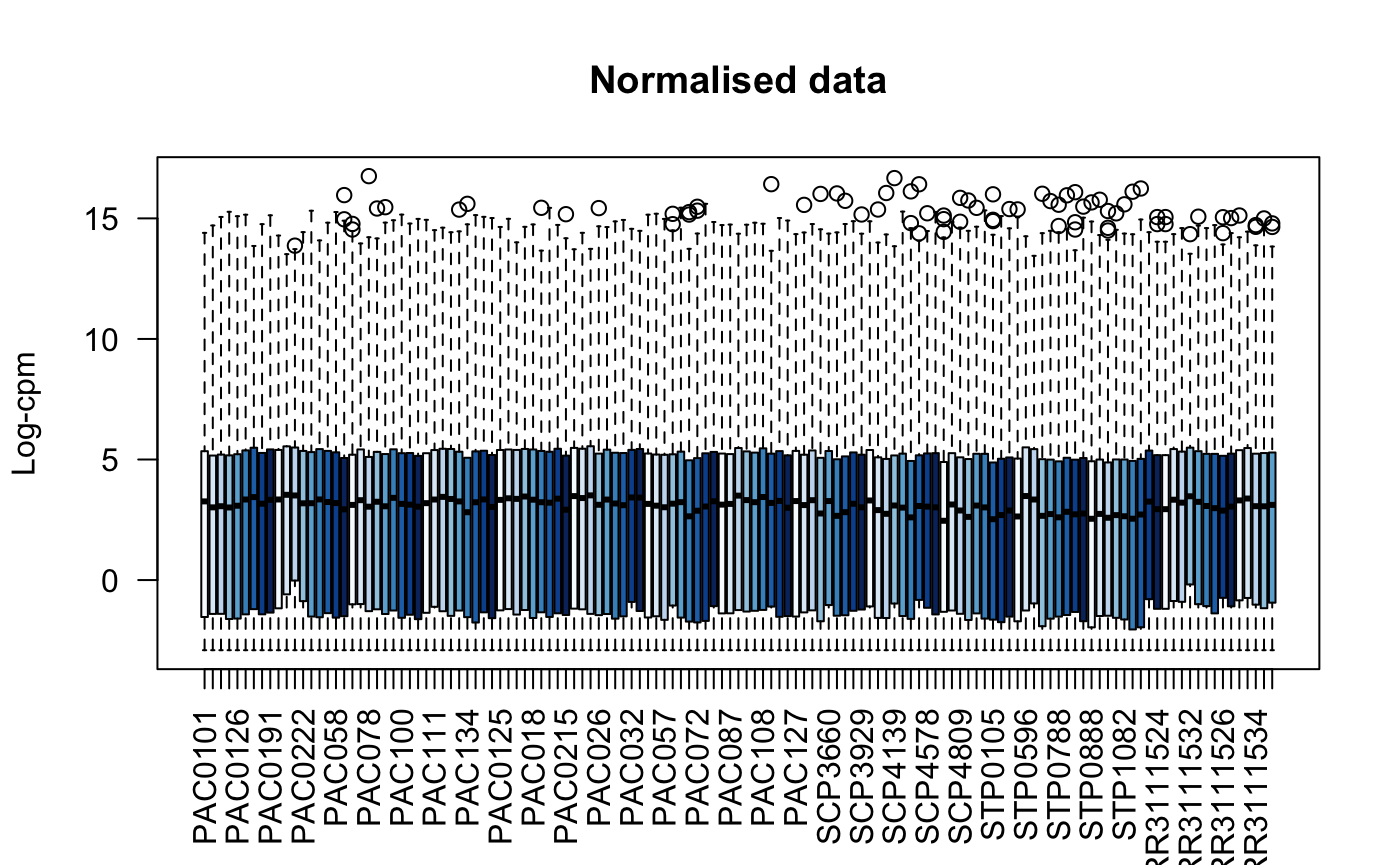 Normalised data
Log-cpm
15
10
5
0
PAC0101
PAC0126
PAC0191
PAC0222
PAC058
PAC078
PAC100
PAC111
PAC134
PAC0125
PAC018
PAC0215
PAC026
PAC032
PAC057
PAC072
PAC087
PAC108
PAC127
SCP3660
SCP3929
SCP4139
SCP4578
SCP4809
STP0105
STP0596
STP0788
STP0888
STP1082
RR3111524
RR3111532
RR3111526
RR3111534